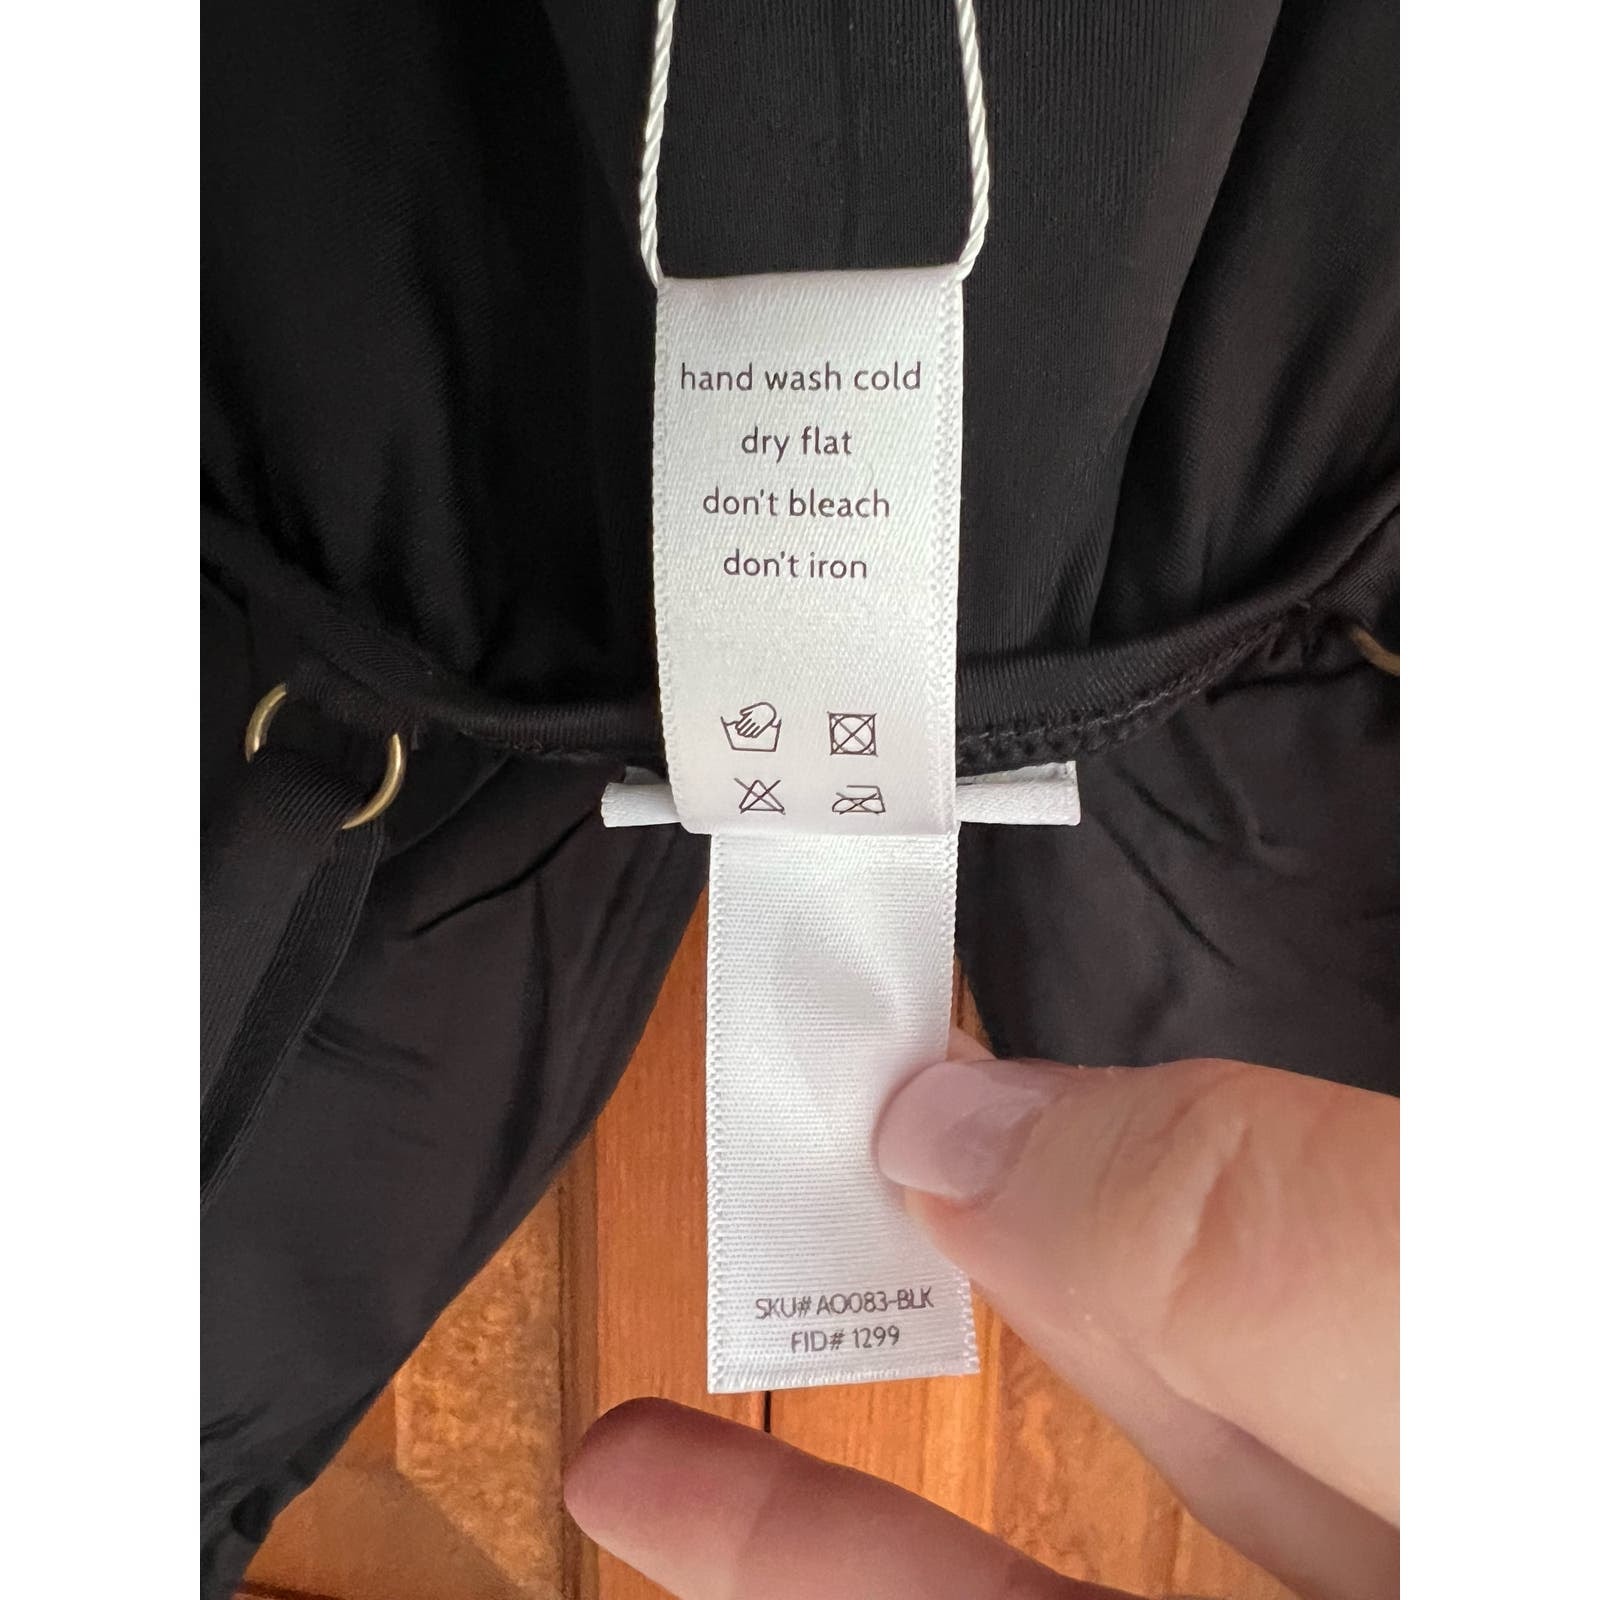 hand wash cold
dry flat
don't bleach
don't iron
SKU# AO083-BLK
FID# 1299